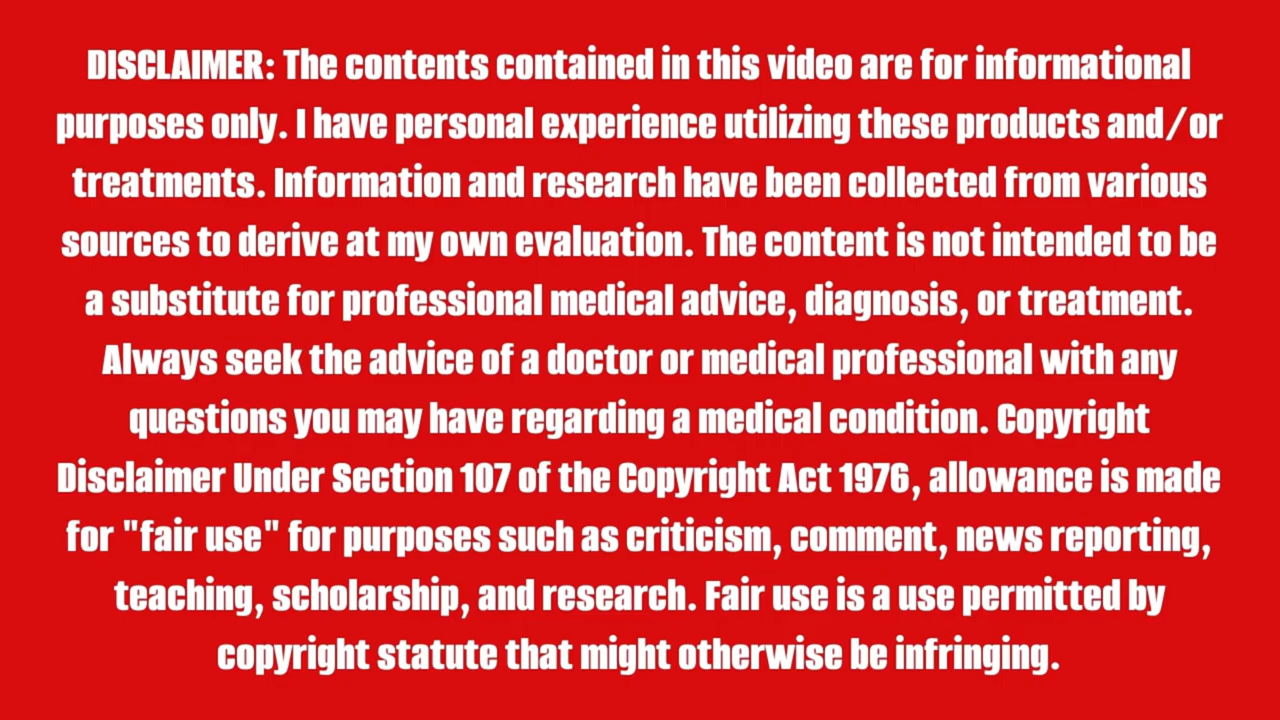 DISCLAIMER: The contents contained in this video are for informational
purposes only. I have personal experience utilizing these products and/or
treatments. Information and research have been collected from various
sources to derive at my own evaluation. The content is not intended to be
a substitute for professional medical advice, diagnosis, or treatment.
Always seek the advice of a doctor or medical professional with any
questions you may have regarding a medical condition. Copyright
Disclaimer Under Section 107 of the Copyright Act 1976, allowance is made
for "fair use" for purposes such as criticism, comment, news reporting,
teaching, scholarship, and research. Fair use is a use permitted by
copyright statute that might otherwise be infringing.